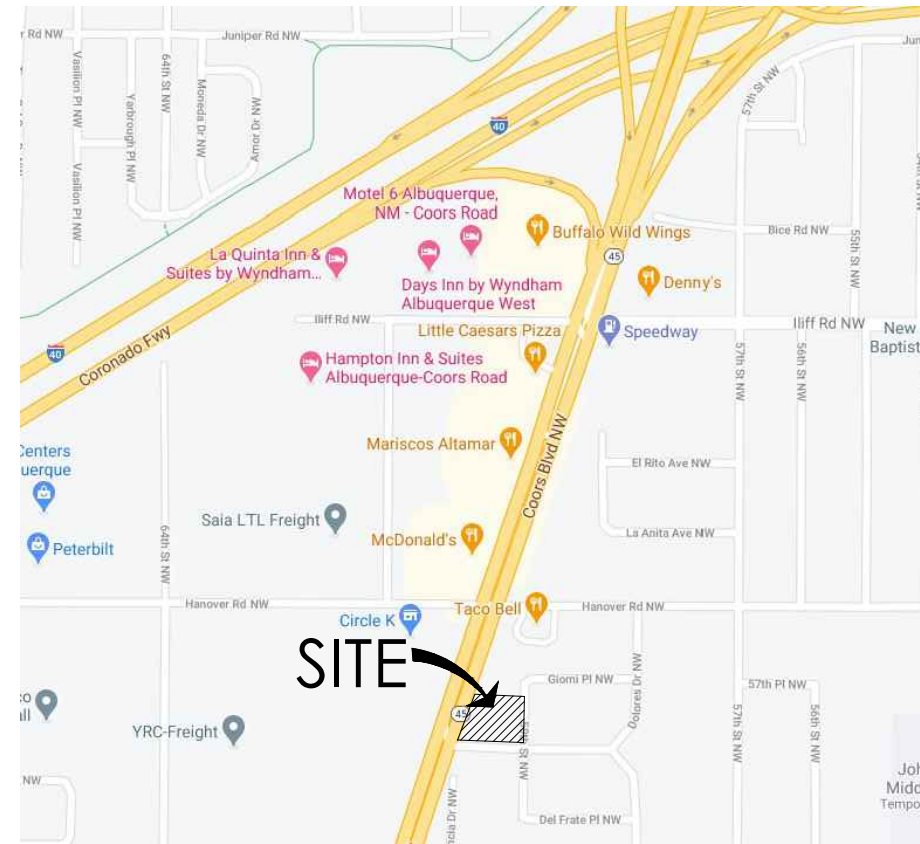 Rd NW
Juniper Rd NW
Jun
Vasilion Pl NW
64th St NW
Yarbrough Pl NW
Moneda Dr NW
Amor Dr NW
57th St NW
40
Vasilion Pl NW
Motel 6 Albuquerque,
NM - Coors Road
Buffalo Wild Wings
Bice Rd NW
55th St NW
La Quinta Inn &
Suites by Wyndham...
45
Days Inn by Wyndham
Albuquerque West
Denny's
Iliff Rd NW
Little Caesars Pizza
Speedway
Iliff Rd NW
New
Baptist
40
Coronado Fwy
Hampton Inn & Suites
Albuquerque-Coors Road
57th St NW
56th St NW
Mariscos Altamar
Coors Blvd NW
El Rito Ave NW
Centers
uerque
Saia LTL Freight
La Anita Ave NW
McDonald's
Peterbilt
64th St NW
Hanover Rd NW
Circle K
Taco Bell
Hanover Rd NW
SITE
Giomi Pl NW
Dolores Dr NW
57th Pl NW
45
YRC-Freight
St NW
57th St NW
56th St NW
NW
Joh
Midd
Tempo
Dr NW
Del Frate Pl NW